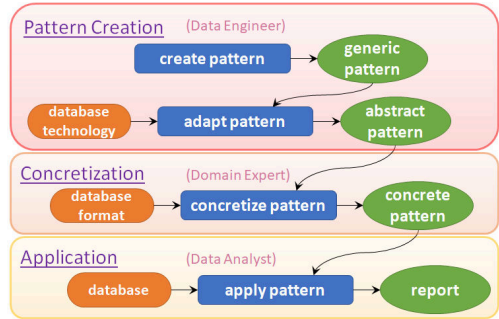 Pattern Creation (Data Engineer)
create pattern
generic
pattern
database
technology
adapt pattern
abstract
pattern
Concretization (Domain Expert)
database
format
concretize pattern
concrete
pattern
Application (Data Analyst)
database
apply pattern
report